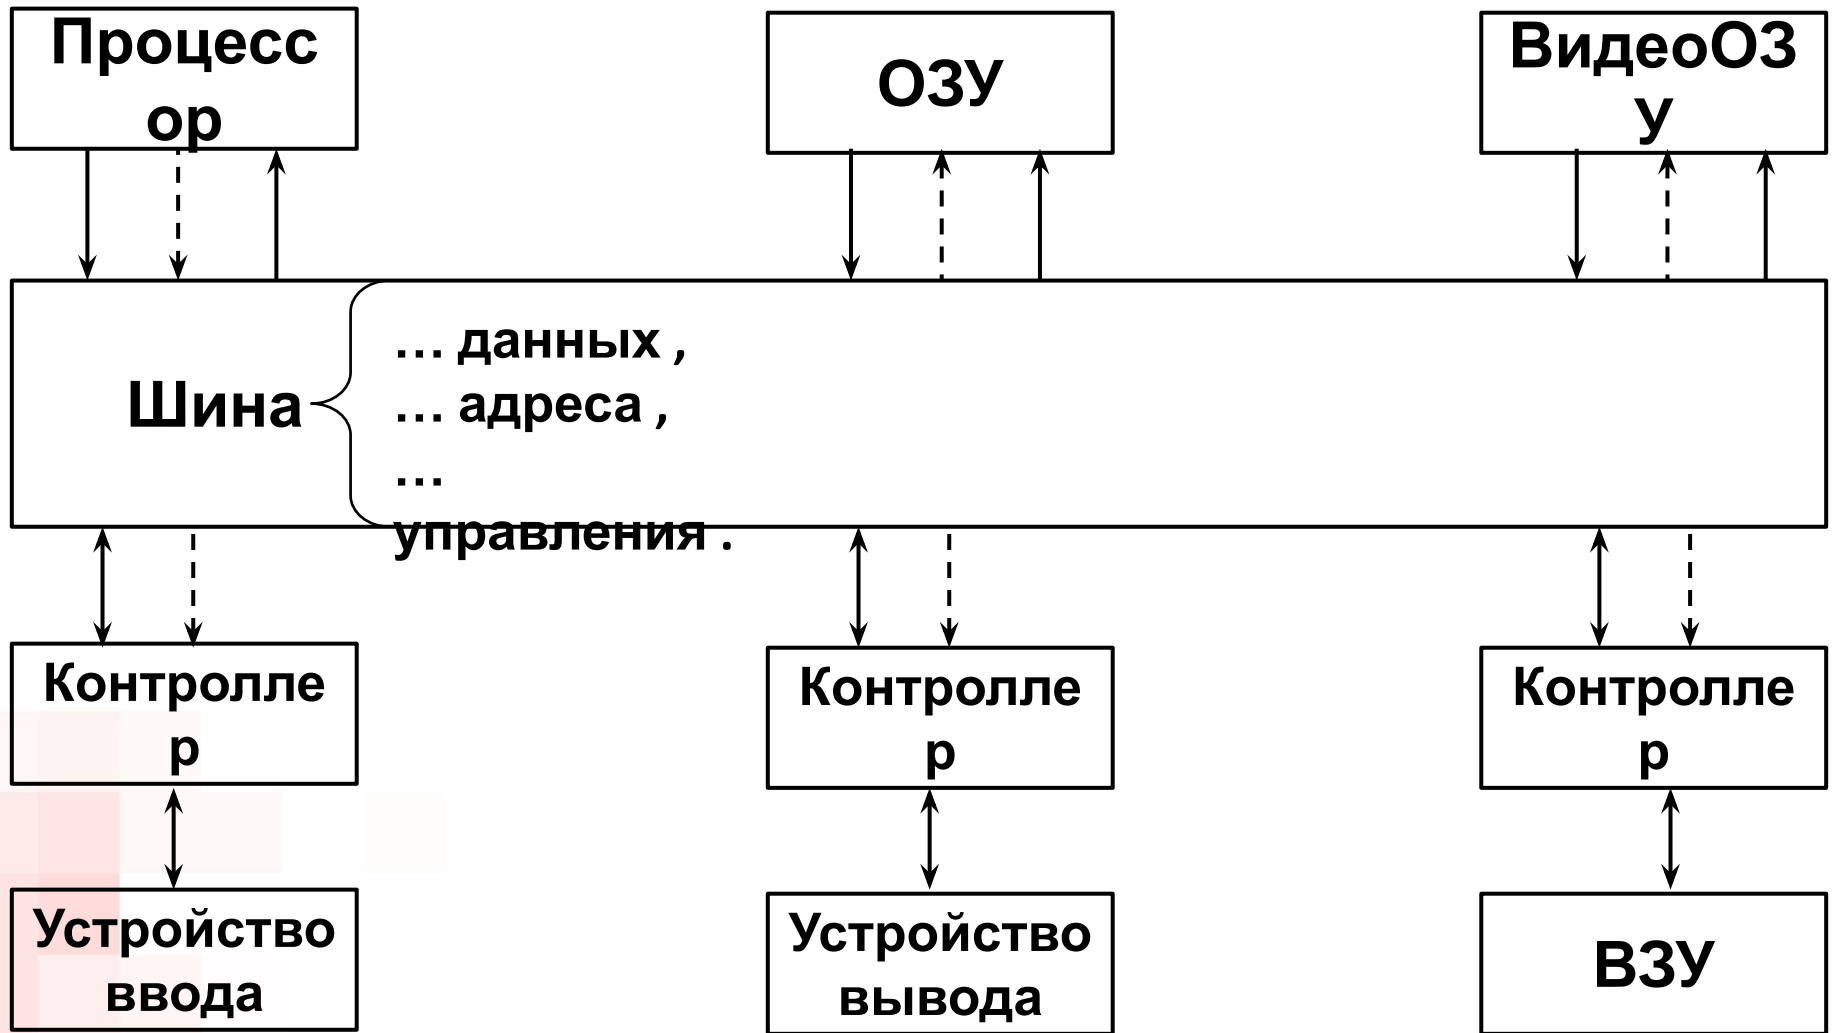 Процесс
ор
ОЗУ
ВидеоОЗ
У
Шина
… данных ,
… адреса ,
…
управления .
Контролле
р
Контролле
р
Контролле
р
Устройство
ввода
Устройство
вывода
ВЗУ